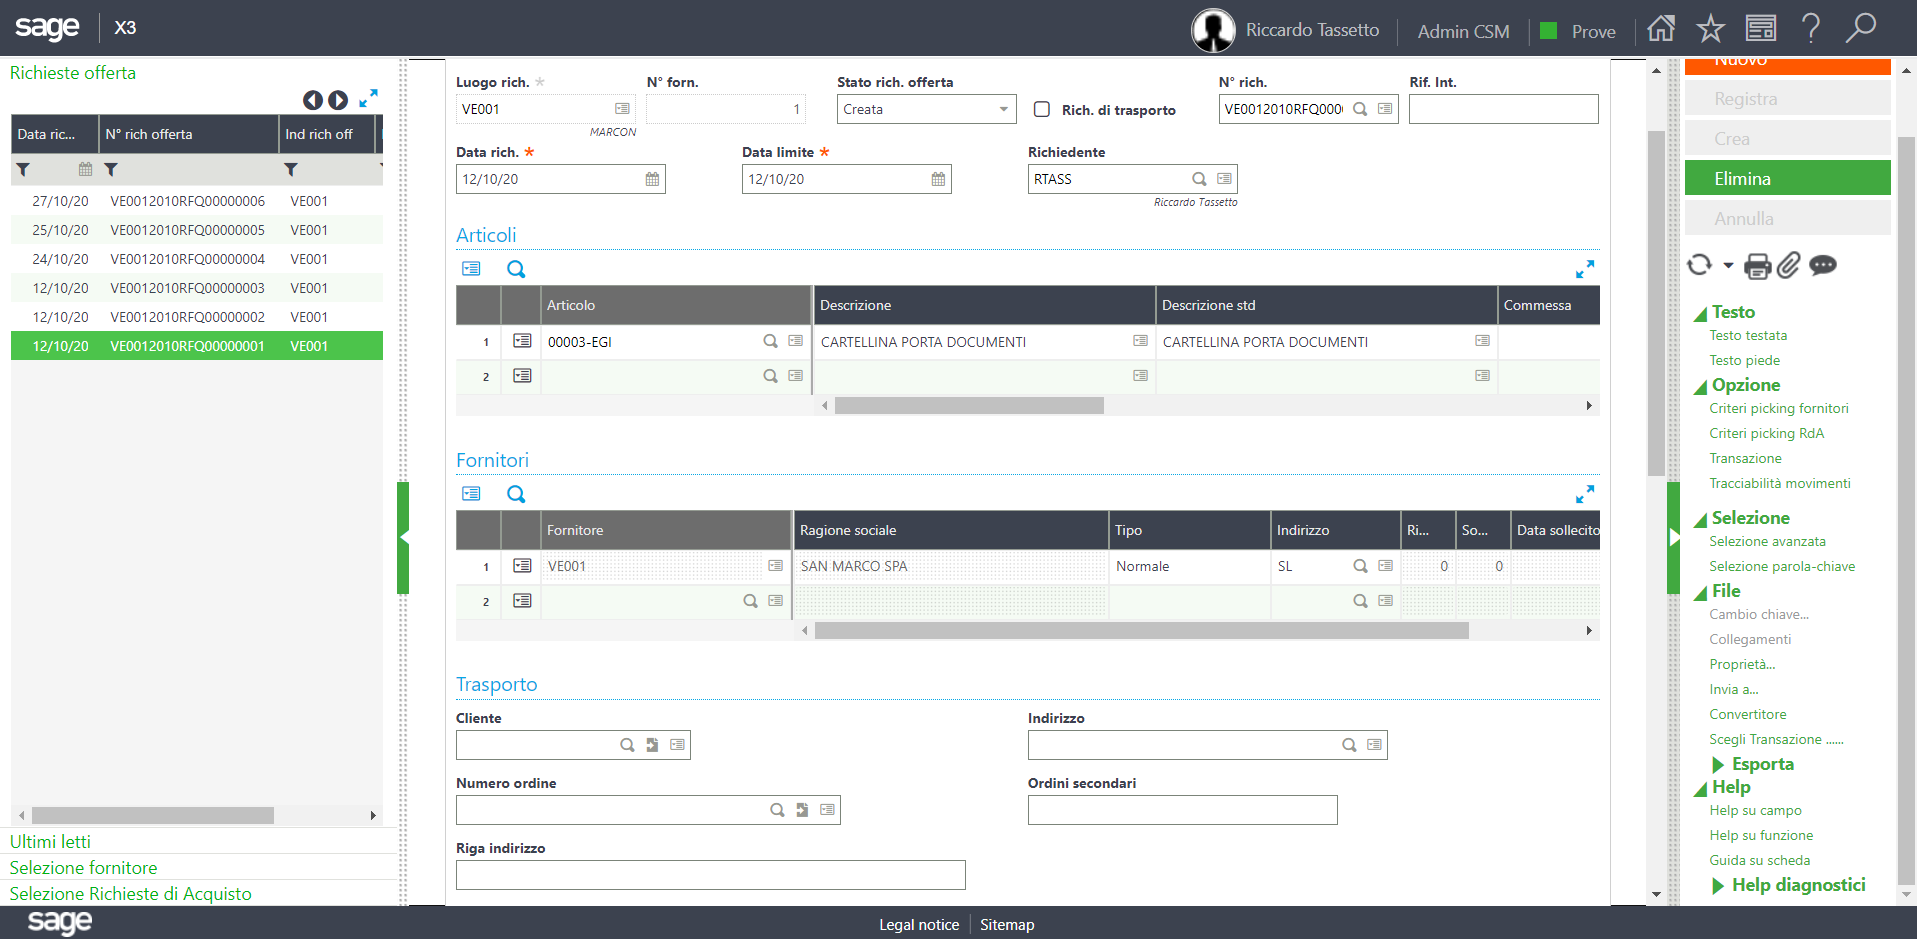 sage X3 Riccardo Tassetto Admin CSM Prove
Richieste offerta
Data ric... N° rich offerta Ind rich off
27/10/20 VE0012010RFQ00000006 VE001
25/10/20 VE0012010RFQ00000005 VE001
24/10/20 VE0012010RFQ00000004 VE001
12/10/20 VE0012010RFQ00000003 VE001
12/10/20 VE0012010RFQ00000002 VE001
12/10/20 VE0012010RFQ00000001 VE001
Ultimi letti
Selezione fornitore
Selezione Richieste di Acquisto
Luogo rich. * N° forn. Stato rich. offerta N° rich. Rif. Int.
VE001 1 Creata Rich. di trasporto VE0012010RFQ000
MARCON
Data rich. * Data limite * Richiedente
12/10/20 12/10/20 RTASS
Riccardo Tassetto
Articoli
Articolo Descrizione Descrizione std Commessa
1 00003-EGI CARTELLINA PORTA DOCUMENTI CARTELLINA PORTA DOCUMENTI
2
Fornitori
Fornitore Ragione sociale Tipo Indirizzo Ri... So... Data sollecito
1 VE001 SAN MARCO SPA Normale SL 0 0
2
Trasporto
Cliente Indirizzo
Numero ordine Ordini secondari
Riga indirizzo
Nuovo
Registra
Crea
Elimina
Annulla
Testo
Testo testata
Testo piede
Opzione
Criteri picking fornitori
Criteri picking RdA
Transazione
Tracciabilità movimenti
Selezione
Selezione avanzata
Selezione parola-chiave
File
Cambio chiave...
Collegamenti
Proprietà...
Invia a...
Convertitore
Scegli Transazione ......
Esporta
Help
Help su campo
Help su funzione
Guida su scheda
Help diagnostici
sage Legal notice Sitemap